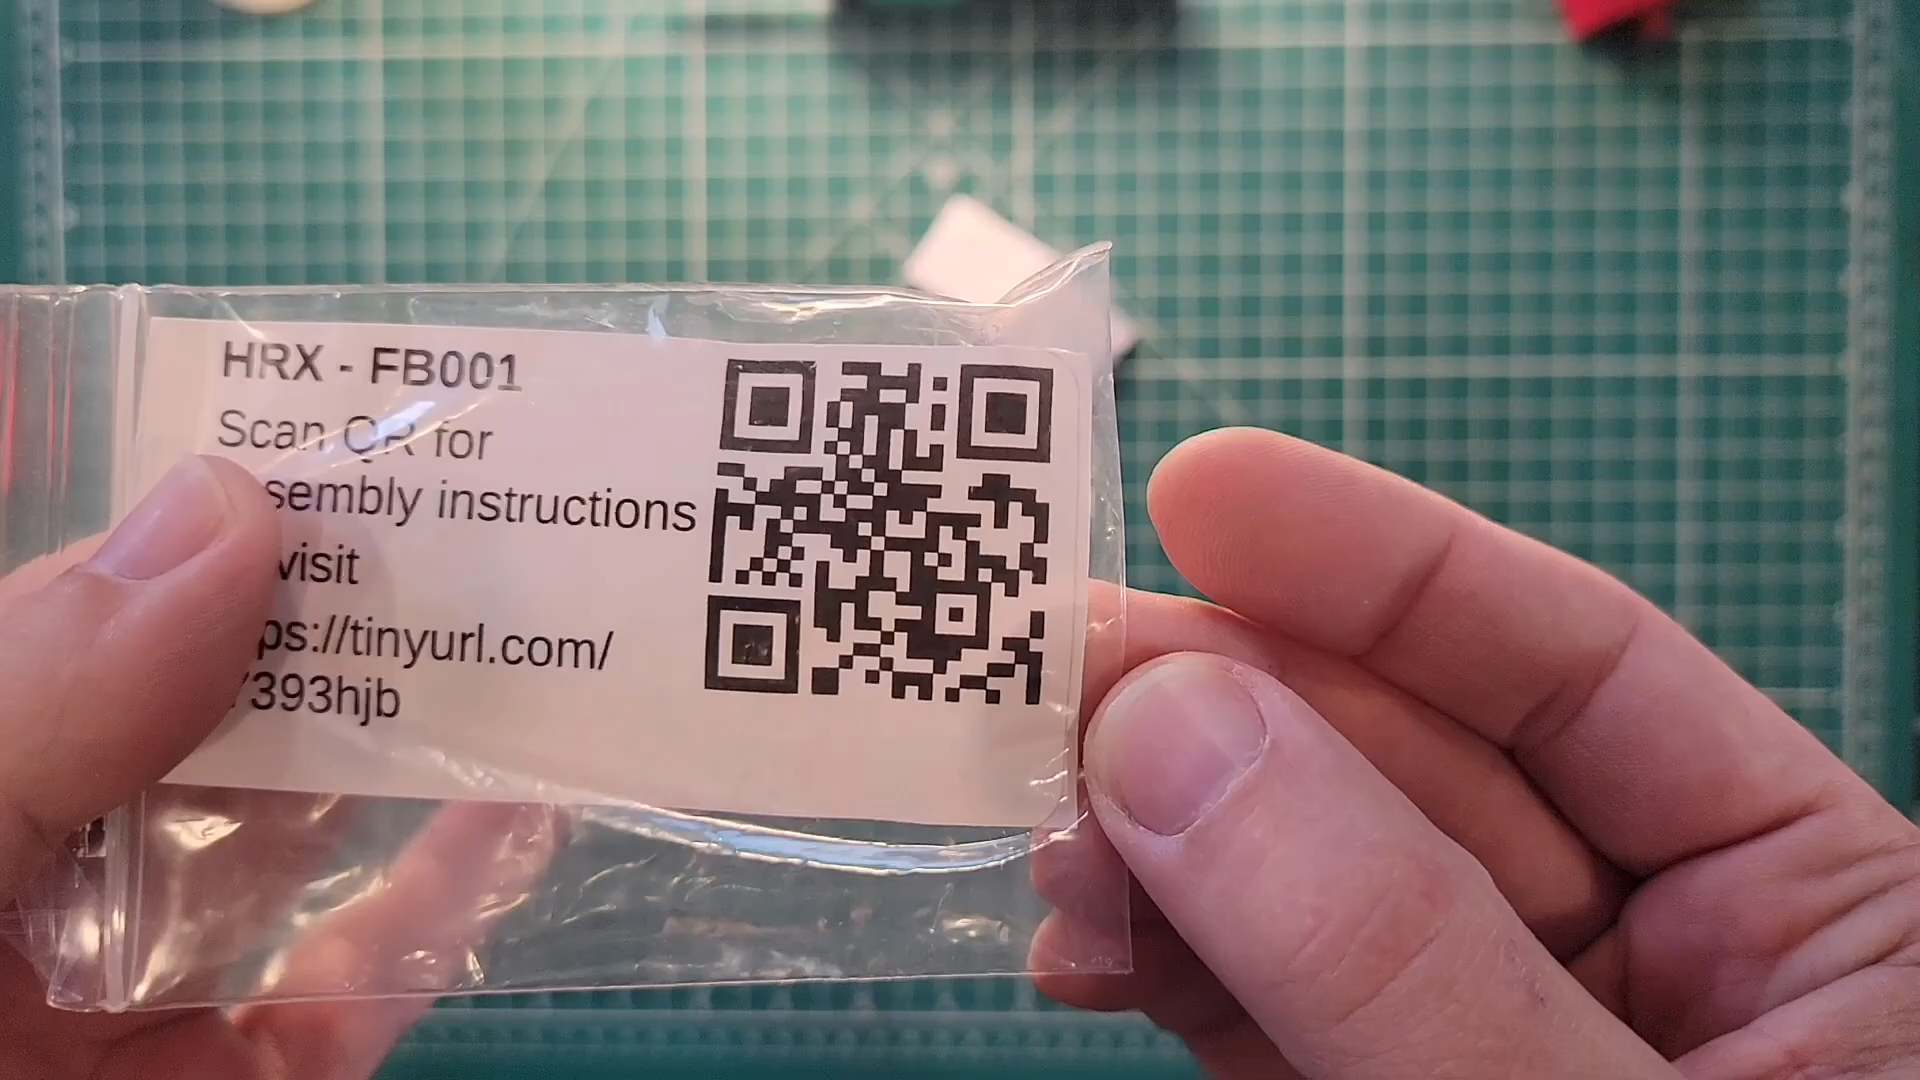 HRX - FB001
Scan QR for
sembly instructions
visit
ps://tinyurl.com/
393hjb